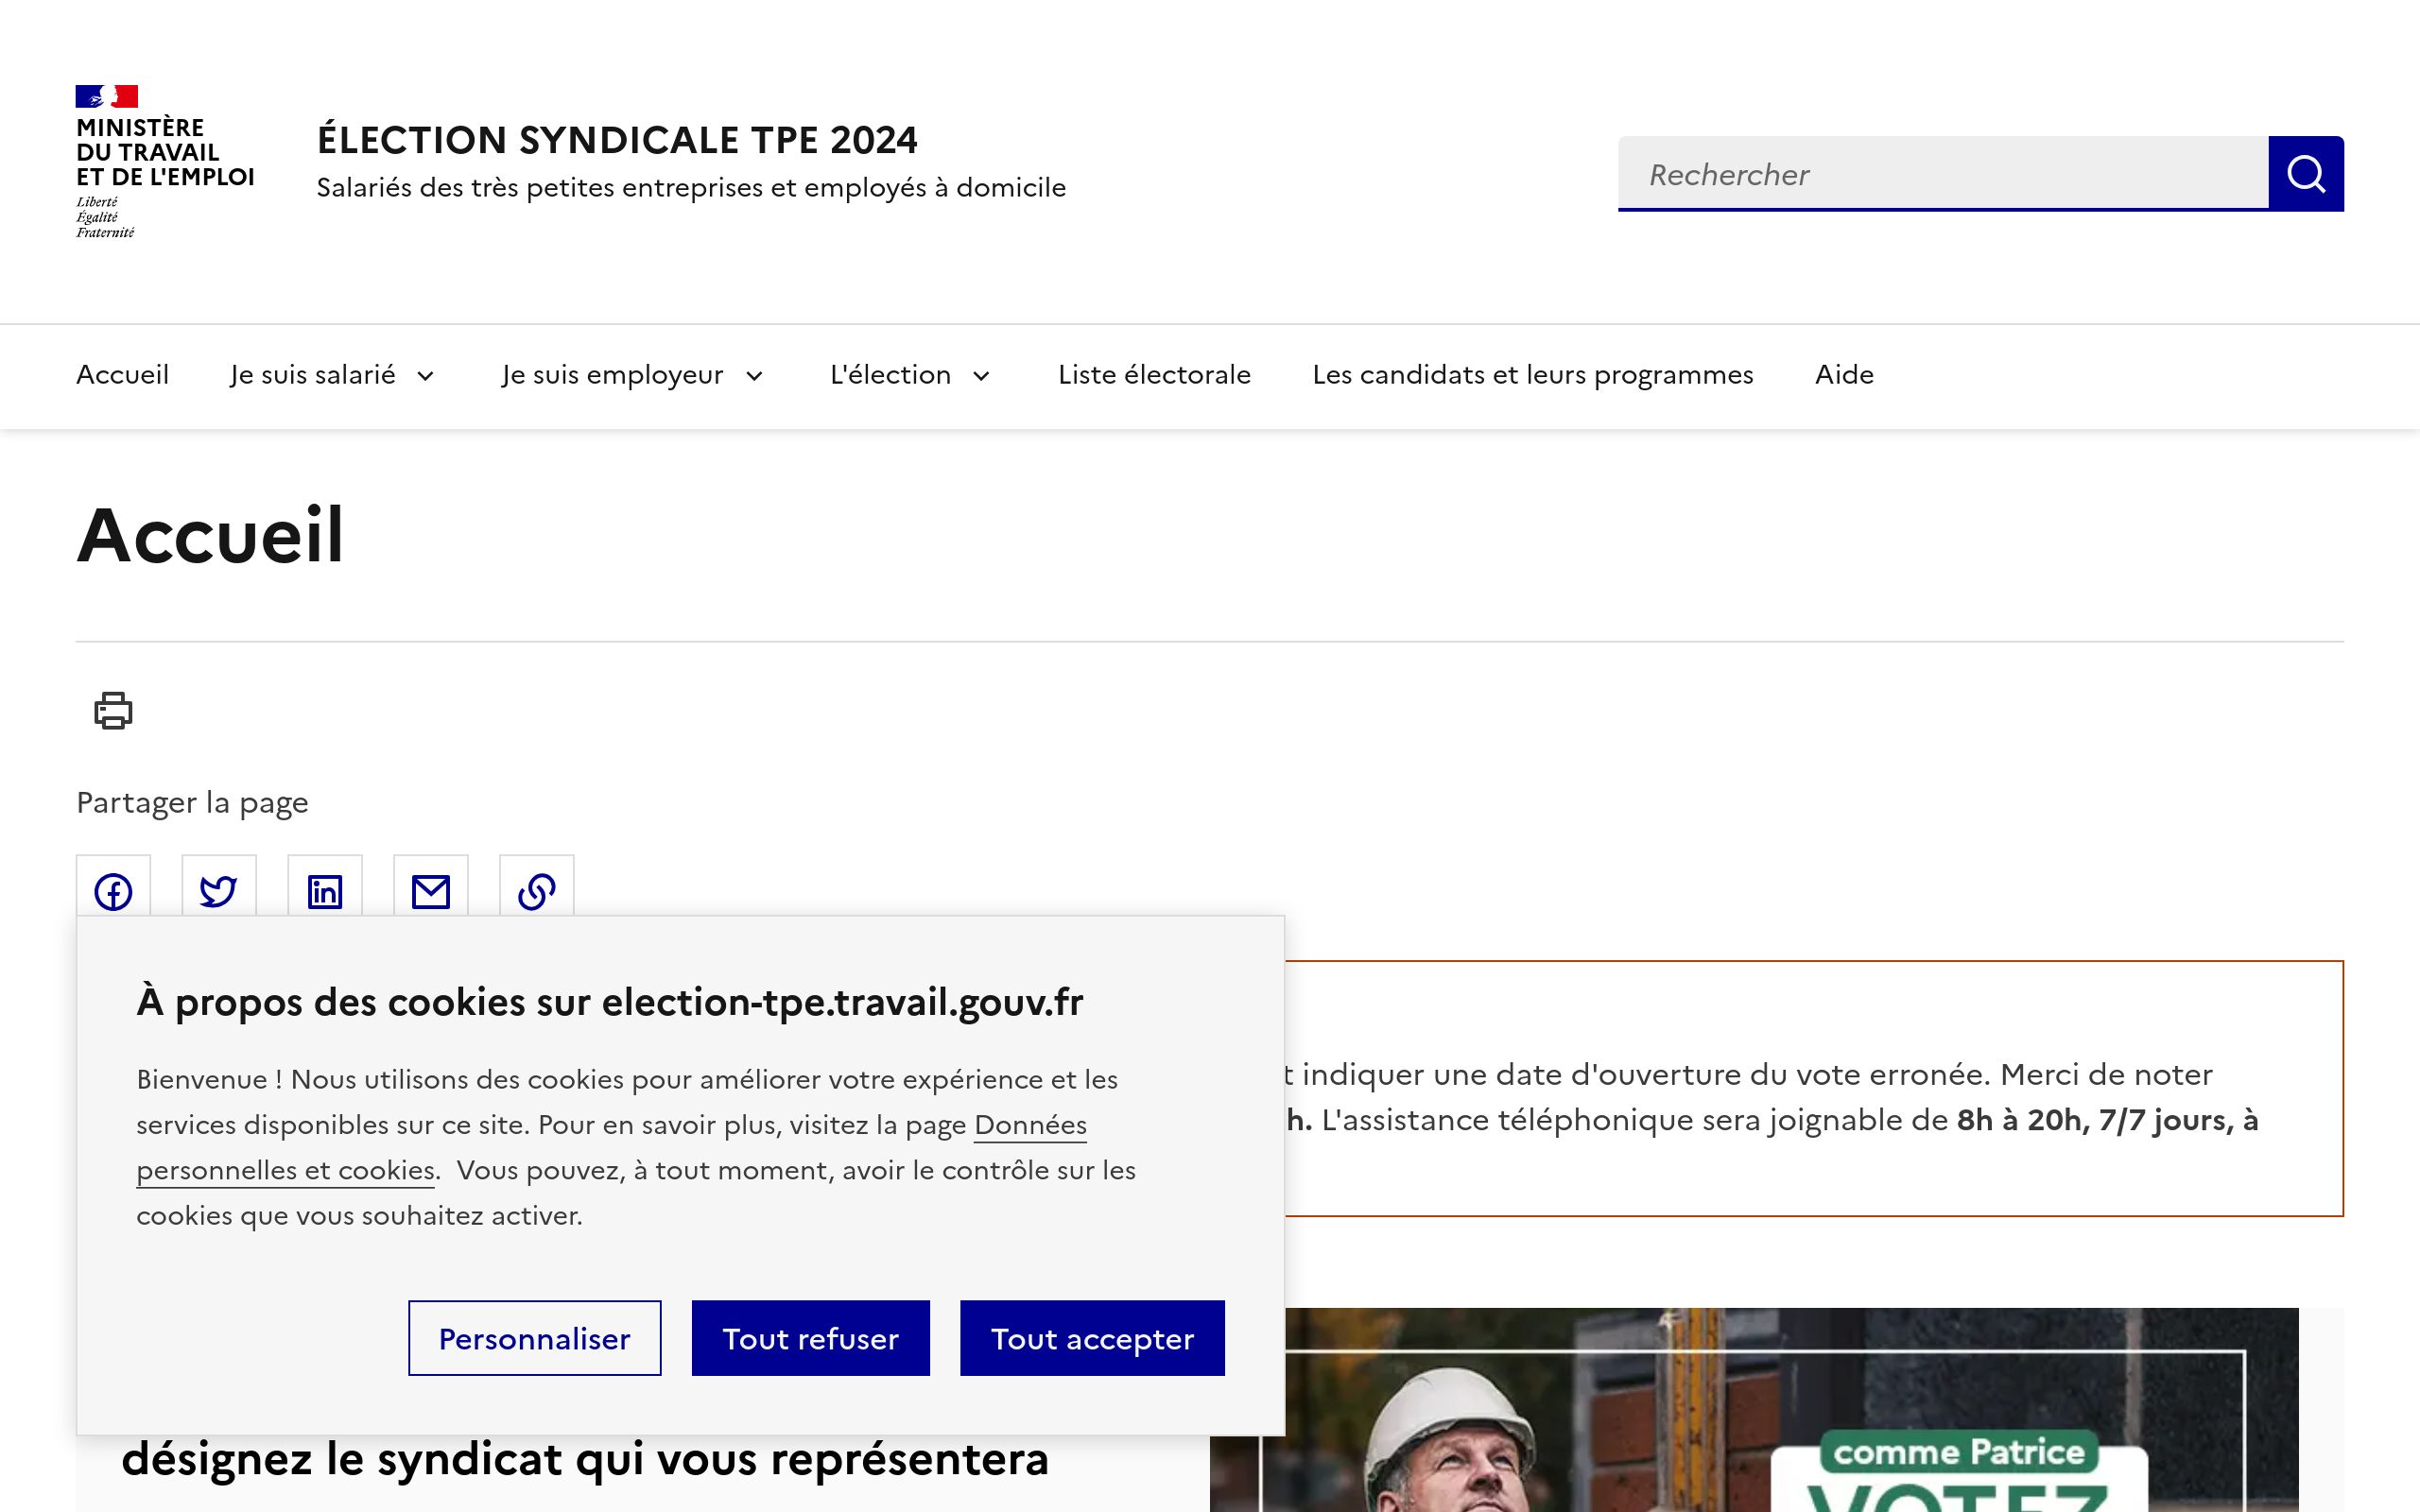 MINISTÈRE
DU TRAVAIL
ET DE L'EMPLOI
Liberté
Égalité
Fraternité
ÉLECTION SYNDICALE TPE 2024
Salariés des très petites entreprises et employés à domicile
Rechercher
Accueil
Je suis salarié
Je suis employeur
L'élection
Liste électorale
Les candidats et leurs programmes
Aide
Accueil
Partager la page
À propos des cookies sur election-tpe.travail.gouv.fr
Bienvenue ! Nous utilisons des cookies pour améliorer votre expérience et les
services disponibles sur ce site. Pour en savoir plus, visitez la page Données
personnelles et cookies. Vous pouvez, à tout moment, avoir le contrôle sur les
cookies que vous souhaitez activer.
Personnaliser
Tout refuser
Tout accepter
indiquer une date d'ouverture du vote erronée. Merci de noter
h. L'assistance téléphonique sera joignable de 8h à 20h, 7/7 jours, à
désignez le syndicat qui vous représentera
comme Patrice
VOTEZ